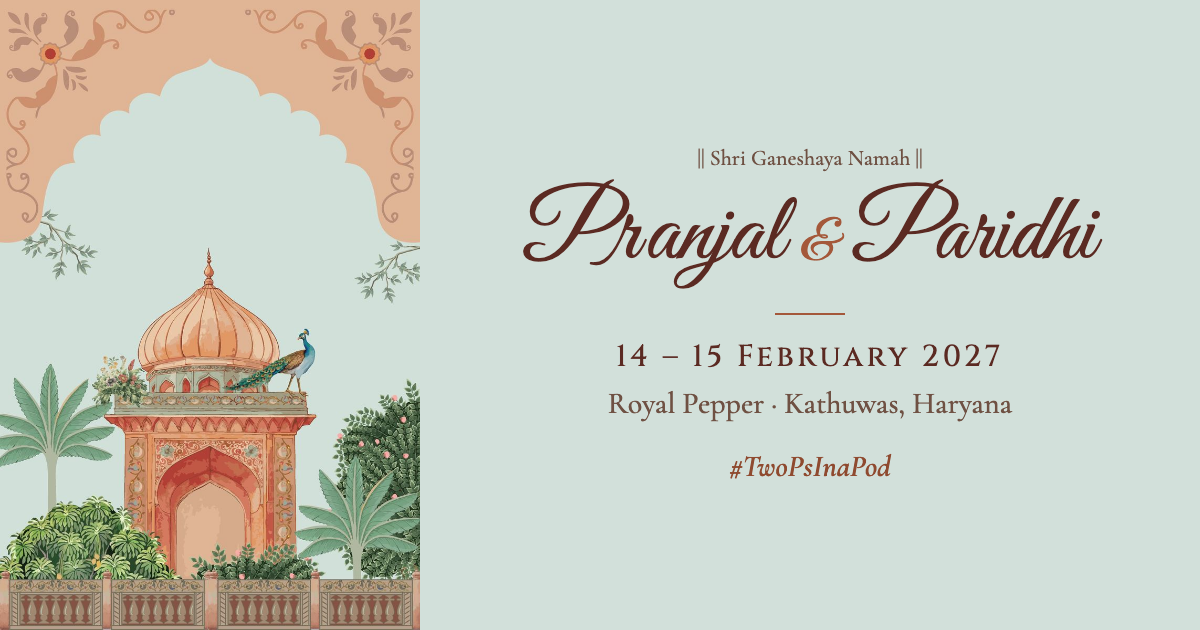 || Shri Ganeshaya Namah ||
Pranjal & Paridhi
14 – 15 February 2027
Royal Pepper · Kathuwas, Haryana
#TwoPsInaPod